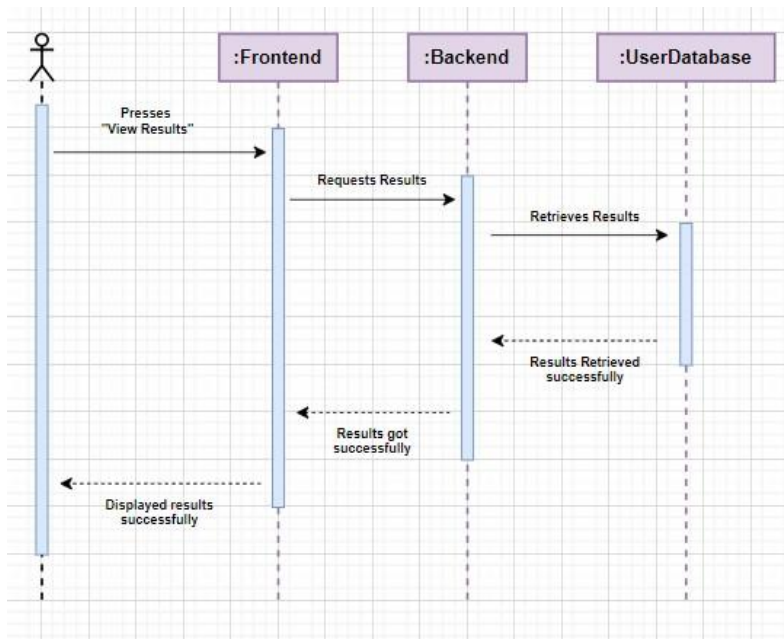 :Frontend
:Backend
:UserDatabase
Presses
"View Results"
Requests Results
Retrieves Results
Results Retrieved
successfully
Results got
successfully
Displayed results
successfully